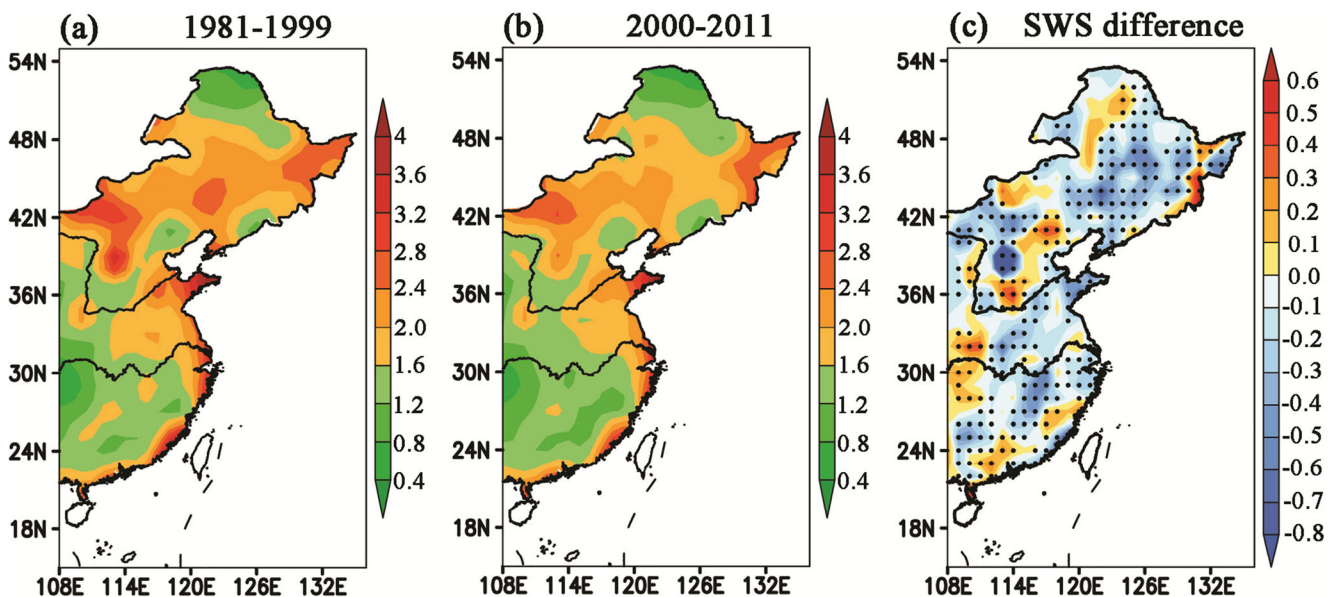 (a) 1981-1999
(b) 2000-2011
(c) SWS difference
54N
48N
42N
36N
30N
24N
18N
108E 114E 120E 126E 132E
4
3.6
3.2
2.8
2.4
2.0
1.6
1.2
0.8
0.4
54N
48N
42N
36N
30N
24N
18N
108E 114E 120E 126E 132E
4
3.6
3.2
2.8
2.4
2.0
1.6
1.2
0.8
0.4
54N
48N
42N
36N
30N
24N
18N
108E 114E 120E 126E 132E
0.6
0.5
0.4
0.3
0.2
0.1
0.0
-0.1
-0.2
-0.3
-0.4
-0.5
-0.6
-0.7
-0.8